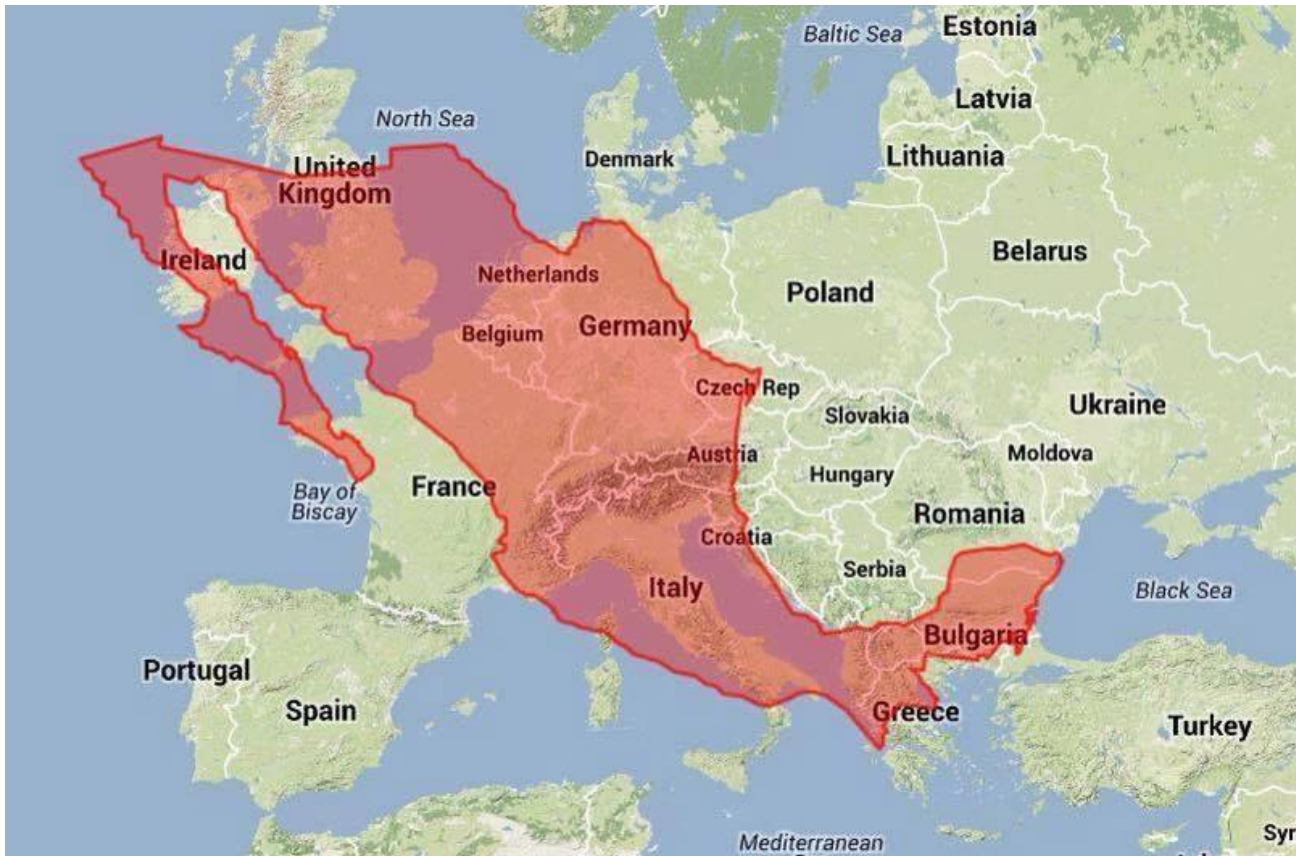 Estonia
Baltic Sea
Latvia
North Sea
Denmark
Lithuania
United
Kingdom
Belarus
Ireland
Netherlands
Poland
Belgium
Germany
Czech Rep
Ukraine
Slovakia
Austria
Moldova
Hungary
France
Bay of
Biscay
Romania
Croatia
Serbia
Italy
Black Sea
Bulgaria
Portugal
Spain
Greece
Turkey
Syr
Mediterranean